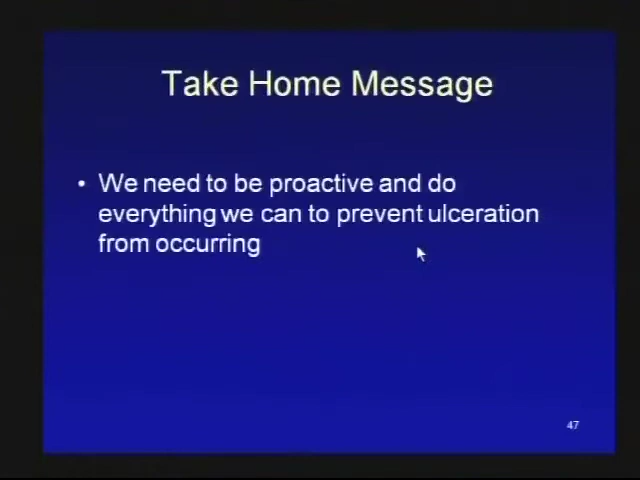 Take Home Message
• We need to be proactive and do
everything we can to prevent ulceration
from occurring
47